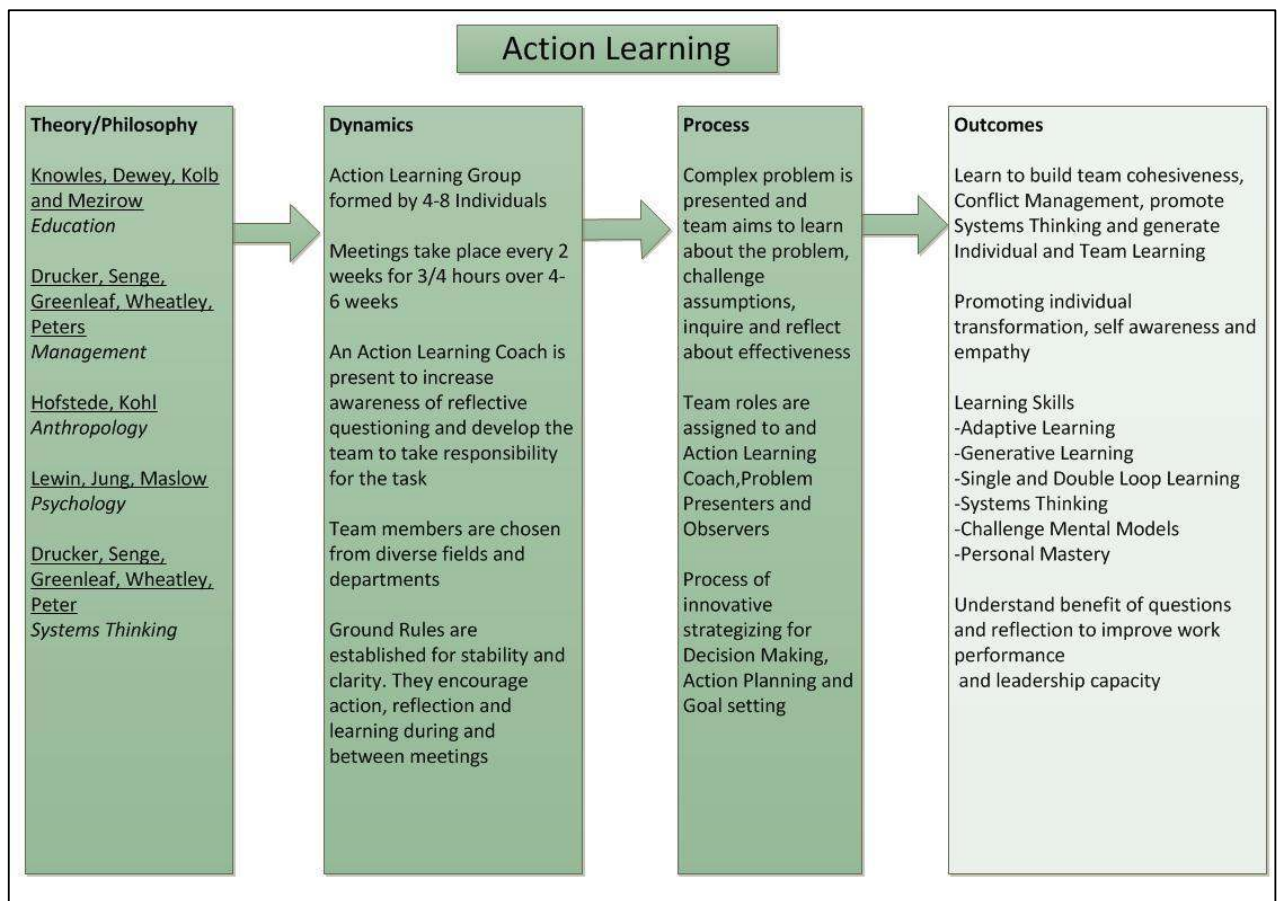 Action Learning
Theory/Philosophy
Knowles, Dewey, Kolb
and Mezirow
Education
Drucker, Senge,
Greenleaf, Wheatley,
Peters
Management
Hofstede, Kohl
Anthropology
Lewin, Jung, Maslow
Psychology
Drucker, Senge,
Greenleaf, Wheatley,
Peter
Systems Thinking
Dynamics
Action Learning Group
formed by 4-8 Individuals
Meetings take place every 2
weeks for 3/4 hours over 4-
6 weeks
An Action Learning Coach is
present to increase
awareness of reflective
questioning and develop the
team to take responsibility
for the task
Team members are chosen
from diverse fields and
departments
Ground Rules are
established for stability and
clarity. They encourage
action, reflection and
learning during and
between meetings
Process
Complex problem is
presented and
team aims to learn
about the problem,
challenge
assumptions,
inquire and reflect
about effectiveness
Team roles are
assigned to and
Action Learning
Coach,Problem
Presenters and
Observers
Process of
innovative
strategizing for
Decision Making,
Action Planning and
Goal setting
Outcomes
Learn to build team cohesiveness,
Conflict Management, promote
Systems Thinking and generate
Individual and Team Learning
Promoting individual
transformation, self awareness and
empathy
Learning Skills
-Adaptive Learning
-Generative Learning
-Single and Double Loop Learning
-Systems Thinking
-Challenge Mental Models
-Personal Mastery
Understand benefit of questions
and reflection to improve work
performance
and leadership capacity